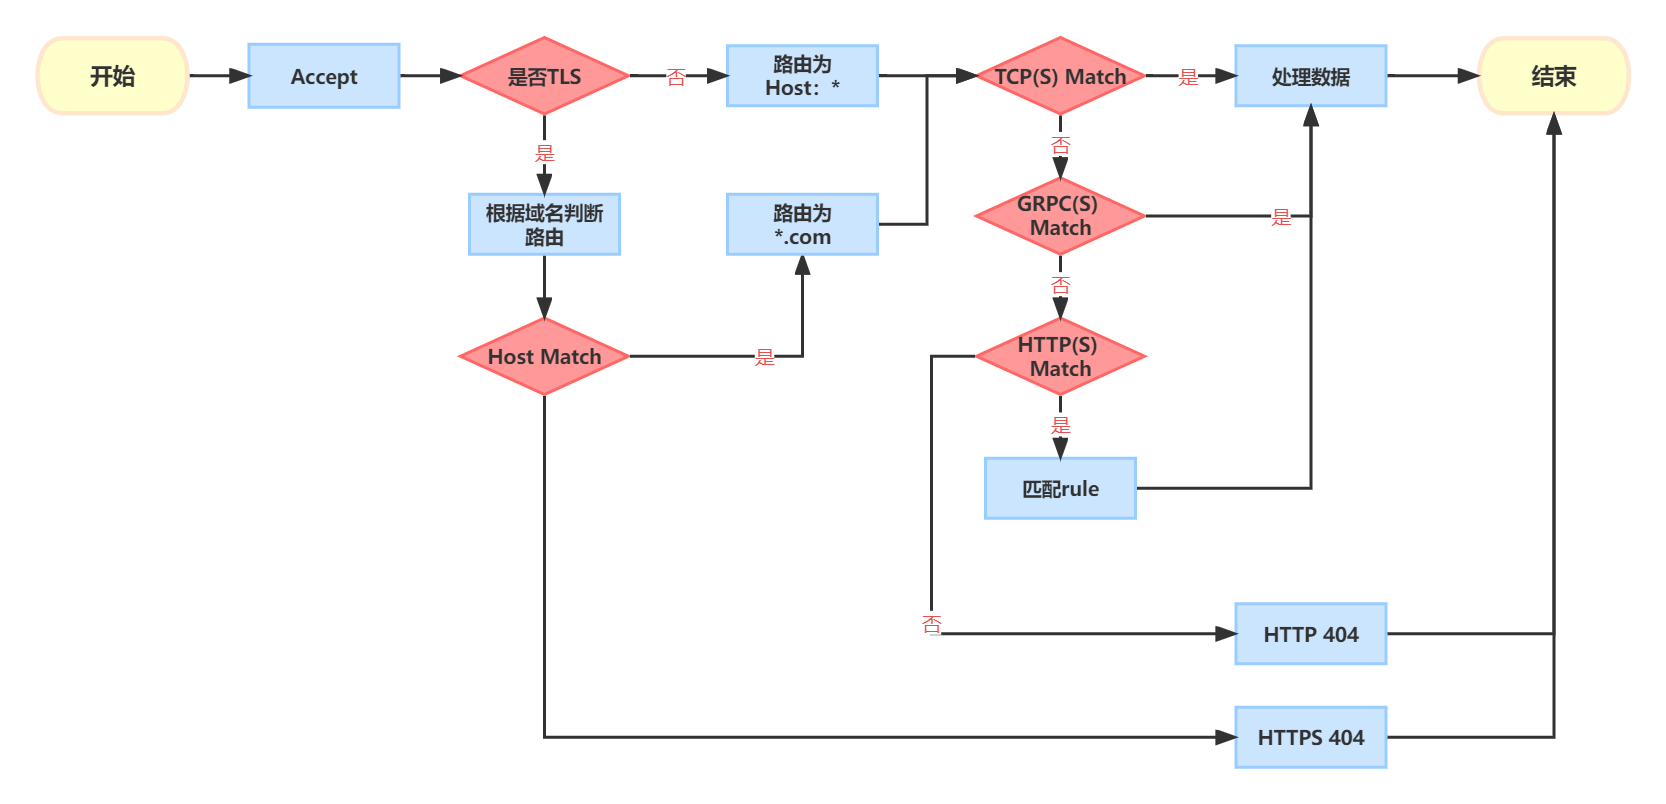 开始
Accept
是否TLS
否
路由为
Host：*
TCP(S) Match
是
处理数据
结束
是
否
根据域名判断
路由
路由为
*.com
GRPC(S)
Match
是
否
Host Match
是
HTTP(S)
Match
是
匹配rule
否
HTTP 404
HTTPS 404